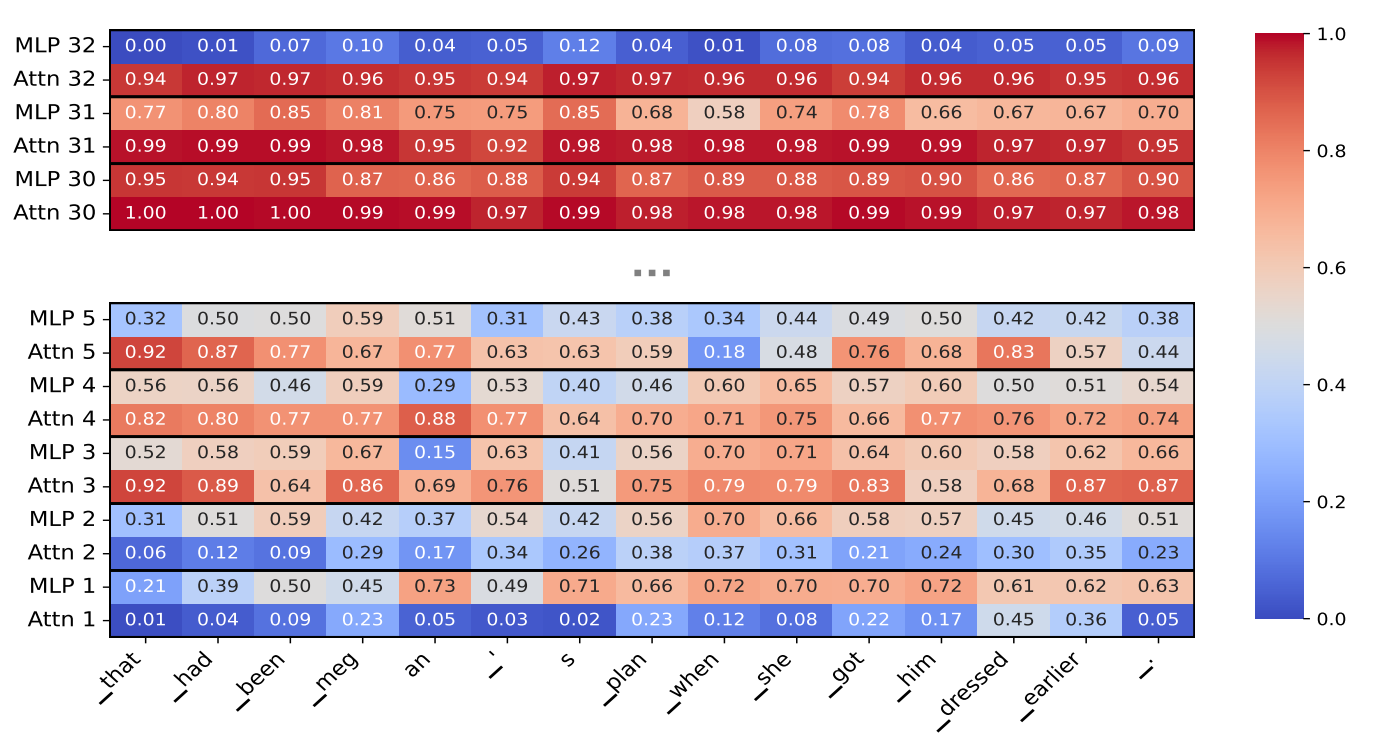 MLP 32 0.00 0.01 0.07 0.10 0.04 0.05 0.12 0.04 0.01 0.08 0.08 0.04 0.05 0.05 0.09 1.0
Attn 32 0.94 0.97 0.97 0.96 0.95 0.94 0.97 0.97 0.96 0.96 0.94 0.96 0.96 0.95 0.96
MLP 31 0.77 0.80 0.85 0.81 0.75 0.75 0.85 0.68 0.58 0.74 0.78 0.66 0.67 0.67 0.70
Attn 31 0.99 0.99 0.99 0.98 0.95 0.92 0.98 0.98 0.98 0.98 0.99 0.99 0.97 0.97 0.95 0.8
MLP 30 0.95 0.94 0.95 0.87 0.86 0.88 0.94 0.87 0.89 0.88 0.89 0.90 0.86 0.87 0.90
Attn 30 1.00 1.00 1.00 0.99 0.99 0.97 0.99 0.98 0.98 0.98 0.99 0.99 0.97 0.97 0.98
... 0.6
MLP 5 0.32 0.50 0.50 0.59 0.51 0.31 0.43 0.38 0.34 0.44 0.49 0.50 0.42 0.42 0.38
Attn 5 0.92 0.87 0.77 0.67 0.77 0.63 0.63 0.59 0.18 0.48 0.76 0.68 0.83 0.57 0.44
MLP 4 0.56 0.56 0.46 0.59 0.29 0.53 0.40 0.46 0.60 0.65 0.57 0.60 0.50 0.51 0.54 0.4
Attn 4 0.82 0.80 0.77 0.77 0.88 0.77 0.64 0.70 0.71 0.75 0.66 0.77 0.76 0.72 0.74
MLP 3 0.52 0.58 0.59 0.67 0.15 0.63 0.41 0.56 0.70 0.71 0.64 0.60 0.58 0.62 0.66
Attn 3 0.92 0.89 0.64 0.86 0.69 0.76 0.51 0.75 0.79 0.79 0.83 0.58 0.68 0.87 0.87
MLP 2 0.31 0.51 0.59 0.42 0.37 0.54 0.42 0.56 0.70 0.66 0.58 0.57 0.45 0.46 0.51 0.2
Attn 2 0.06 0.12 0.09 0.29 0.17 0.34 0.26 0.38 0.37 0.31 0.21 0.24 0.30 0.35 0.23
MLP 1 0.21 0.39 0.50 0.45 0.73 0.49 0.71 0.66 0.72 0.70 0.70 0.72 0.61 0.62 0.63
Attn 1 0.01 0.04 0.09 0.23 0.05 0.03 0.02 0.23 0.12 0.08 0.22 0.17 0.45 0.36 0.05 0.0
_that _had _been _meg an _' s _plan _when _she _got _him _dressed _earlier _.